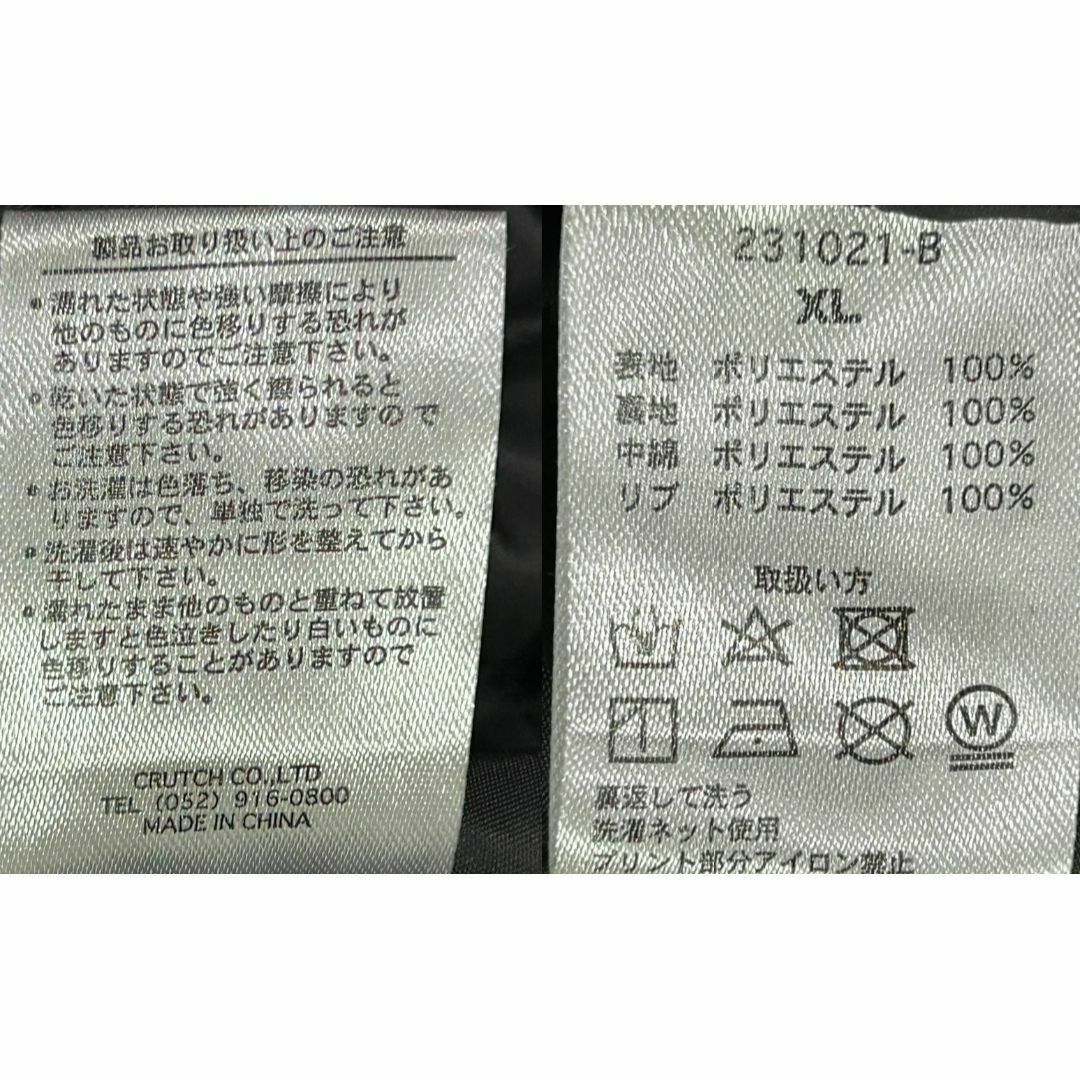 製品お取り扱い上のご注意
• 濡れた状態や強い摩擦により
他のものに色移りする恐れが
ありますのでご注意下さい。
• 乾いた状態で強く擦られると
色移りする恐れがありますの で
ご注意下さい。
• お洗濯は色落ち、移染の恐れがあ
りますので、単独で洗って下さい。
• 洗濯後は速やかに形を整えてから
干して下さい。
• 濡れたまま他のものと重ねて放置
しますと色泣きしたり白いものに
色移りすることがありますので
ご注意下さい。
CRUTCH CO.,LTD
TEL (052) 916-0800
MADE IN CHINA
231021-B
XL
表地 ポリエステル 100%
裏地 ポリエステル 100%
中綿 ポリエステル 100%
リブ ポリエステル 100%
取扱い方
W
裏返して洗う
洗濯ネット使用
プリント部分アイロン禁止